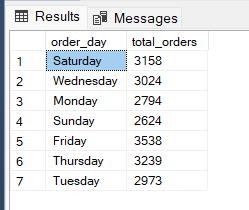 Results Messages
order_day total_orders
1 Saturday 3158
2 Wednesday 3024
3 Monday 2794
4 Sunday 2624
5 Friday 3538
6 Thursday 3239
7 Tuesday 2973